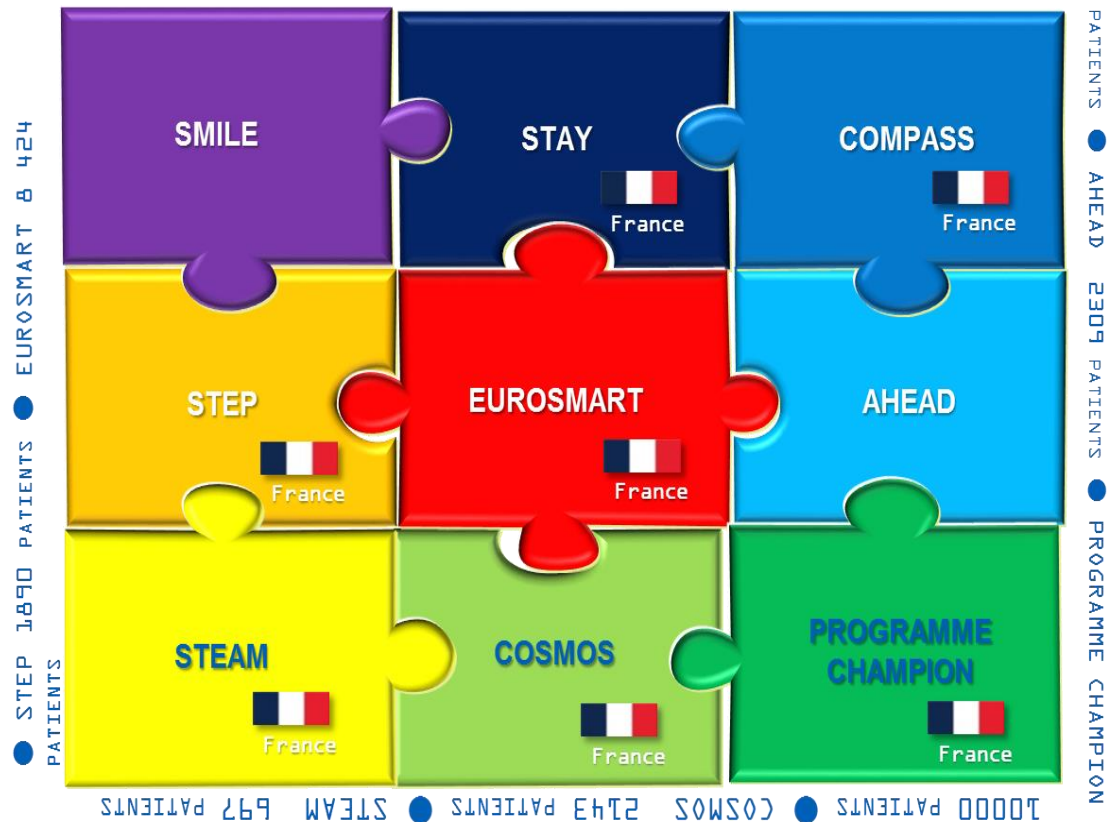 SMILE
STAY
France
COMPASS
France
STEP
France
EUROSMART
France
AHEAD
STEAM
France
COSMOS
France
PROGRAMME
CHAMPION
France
PATIENTS ● AHEAD 2309 PATIENTS ● PROGRAMME CHAMPION
10000 PATIENTS ● COSMOS 5143 PATIENTS ● STEAM 697 PATIENTS
● STEP 1890 PATIENTS ● EUROSMART 8 424
PATIENTS